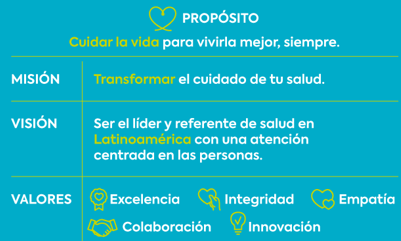 PROPÓSITO
Cuidar la vida para vivirla mejor, siempre.
MISIÓN
Transformar el cuidado de tu salud.
VISIÓN
Ser el líder y referente de salud en
Latinoamérica con una atención
centrada en las personas.
VALORES
Excelencia Integridad Empatía
Colaboración Innovación